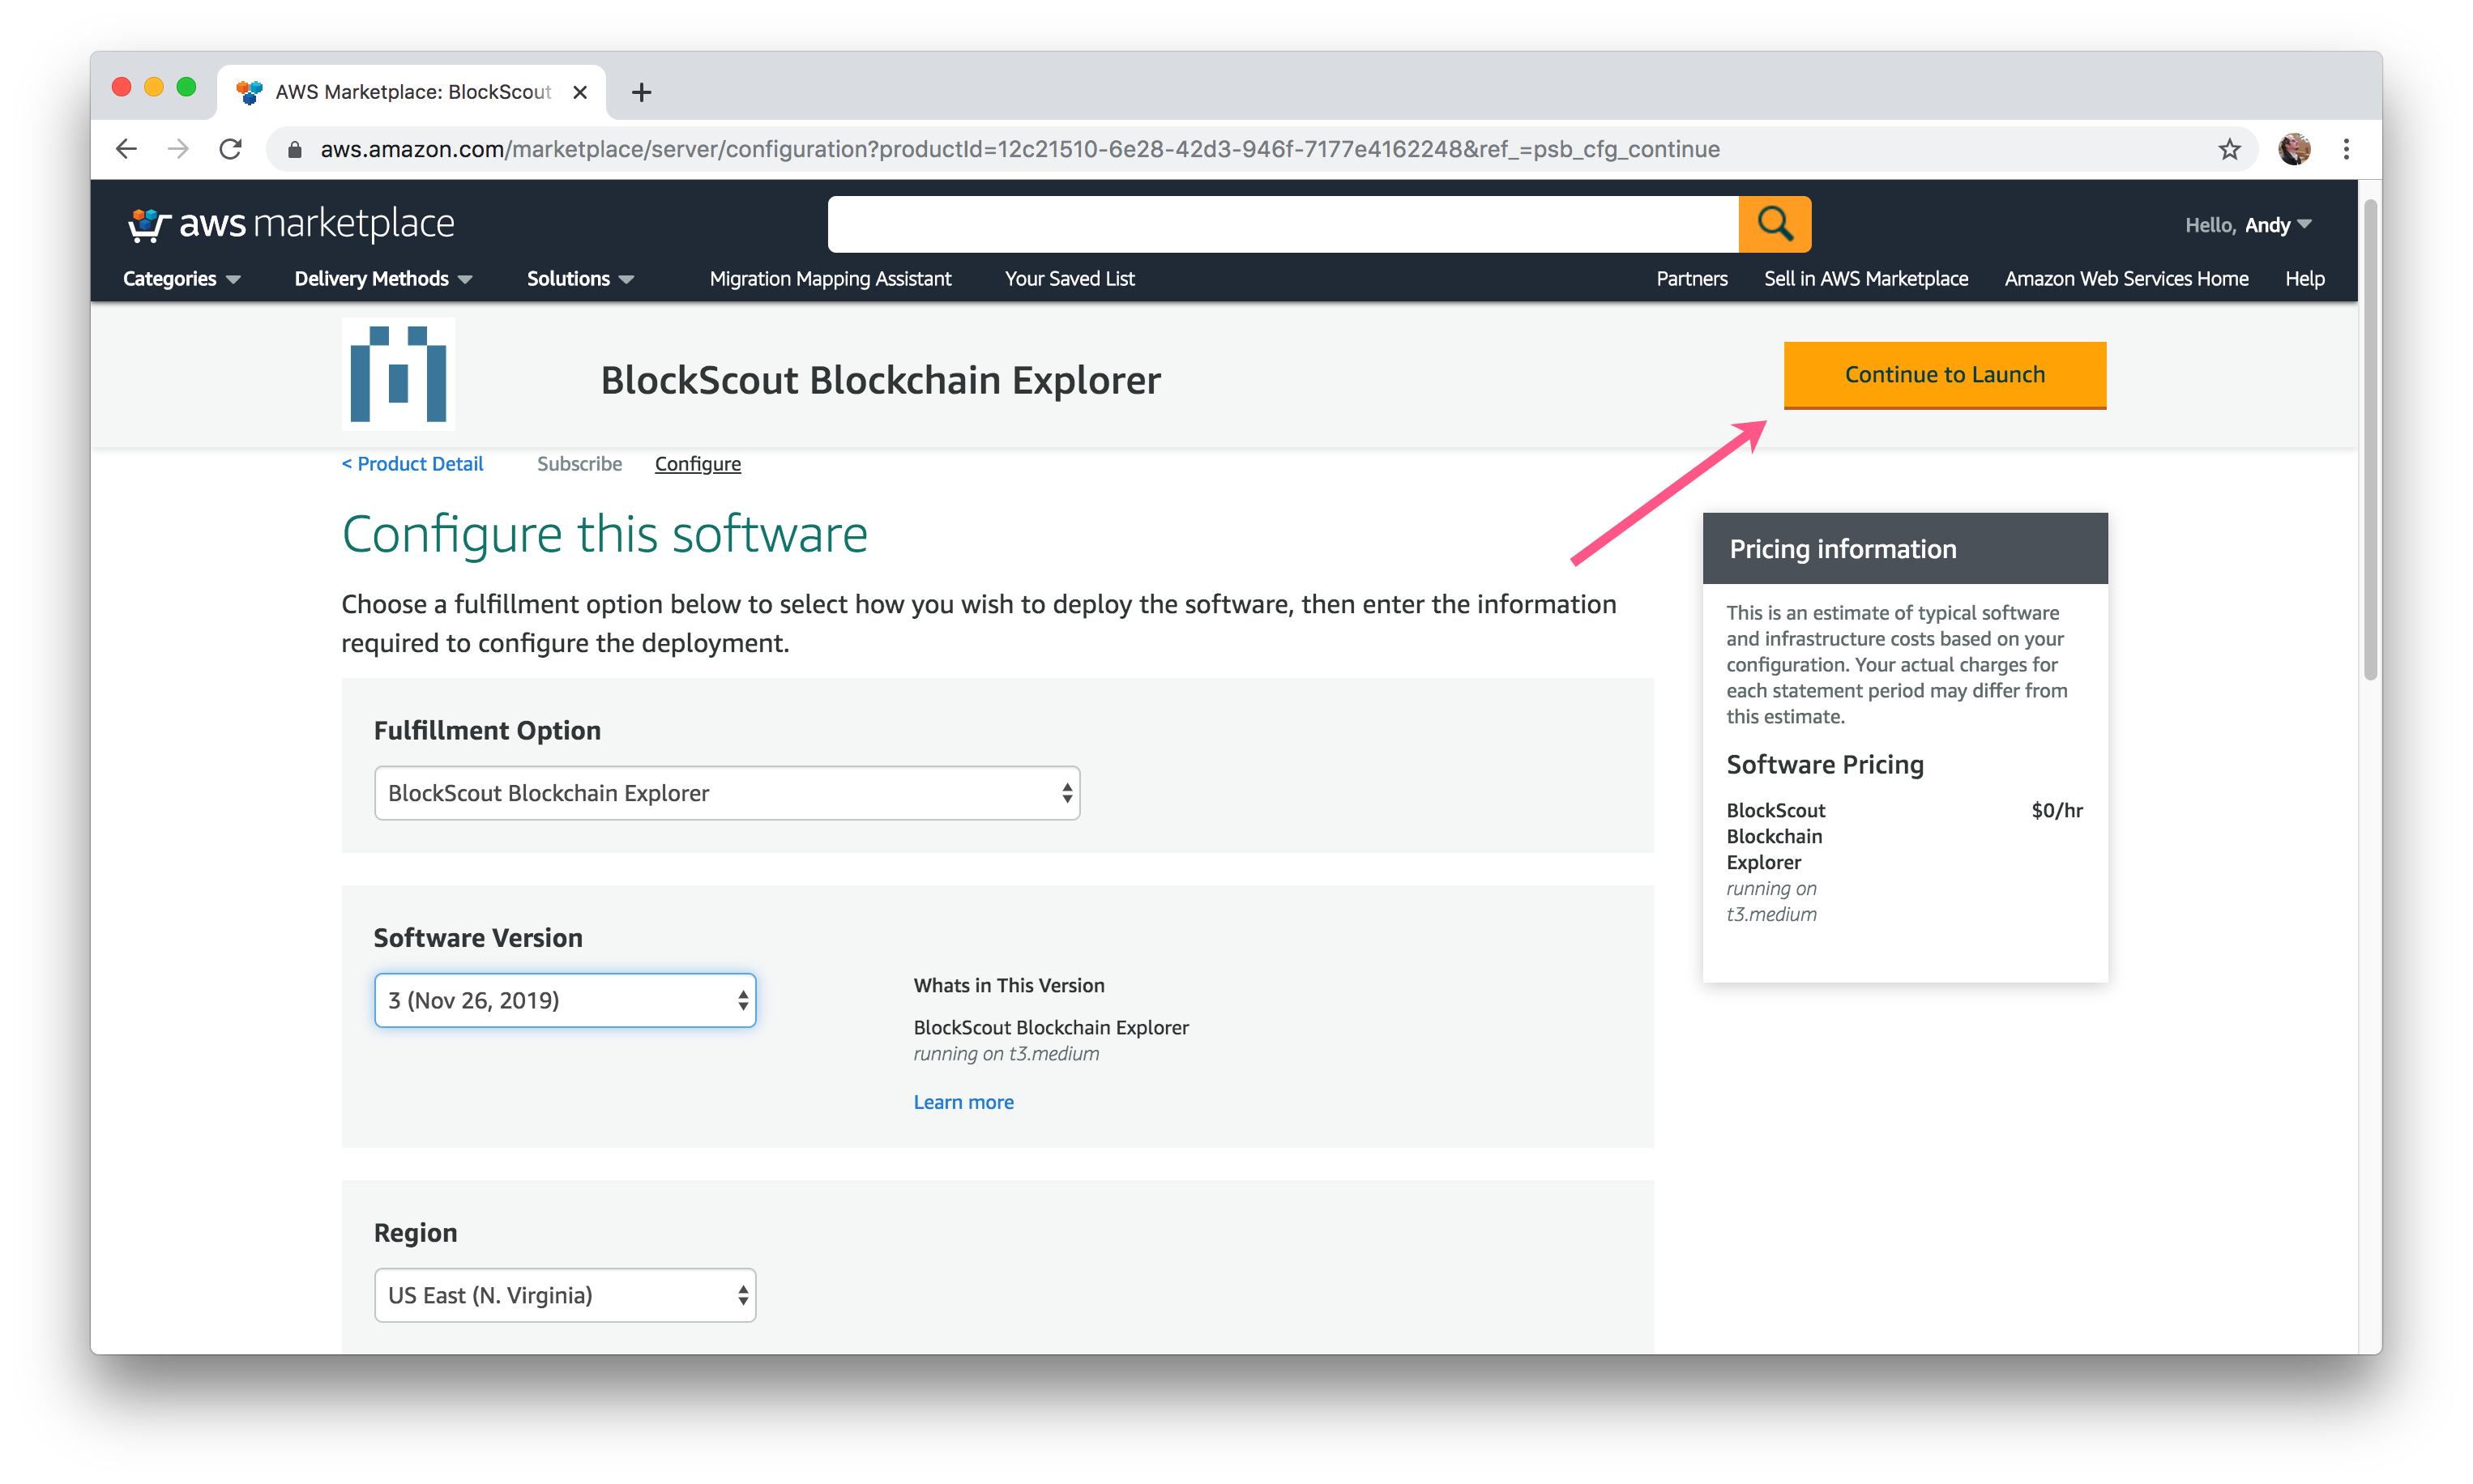 AWS Marketplace: BlockScout
aws.amazon.com/marketplace/server/configuration?productId=12c21510-6e28-42d3-946f-7177e4162248&ref_=psb_cfg_continue
aws marketplace
Hello, Andy
Categories Delivery Methods Solutions Migration Mapping Assistant Your Saved List Partners Sell in AWS Marketplace Amazon Web Services Home Help
BlockScout Blockchain Explorer
Continue to Launch
< Product Detail Subscribe Configure
Configure this software
Choose a fulfillment option below to select how you wish to deploy the software, then enter the information
required to configure the deployment.
Fulfillment Option
BlockScout Blockchain Explorer
Software Version
3 (Nov 26, 2019)
Whats in This Version
BlockScout Blockchain Explorer
running on t3.medium
Learn more
Region
US East (N. Virginia)
Pricing information
This is an estimate of typical software
and infrastructure costs based on your
configuration. Your actual charges for
each statement period may differ from
this estimate.
Software Pricing
BlockScout $0/hr
Blockchain
Explorer
running on
t3.medium